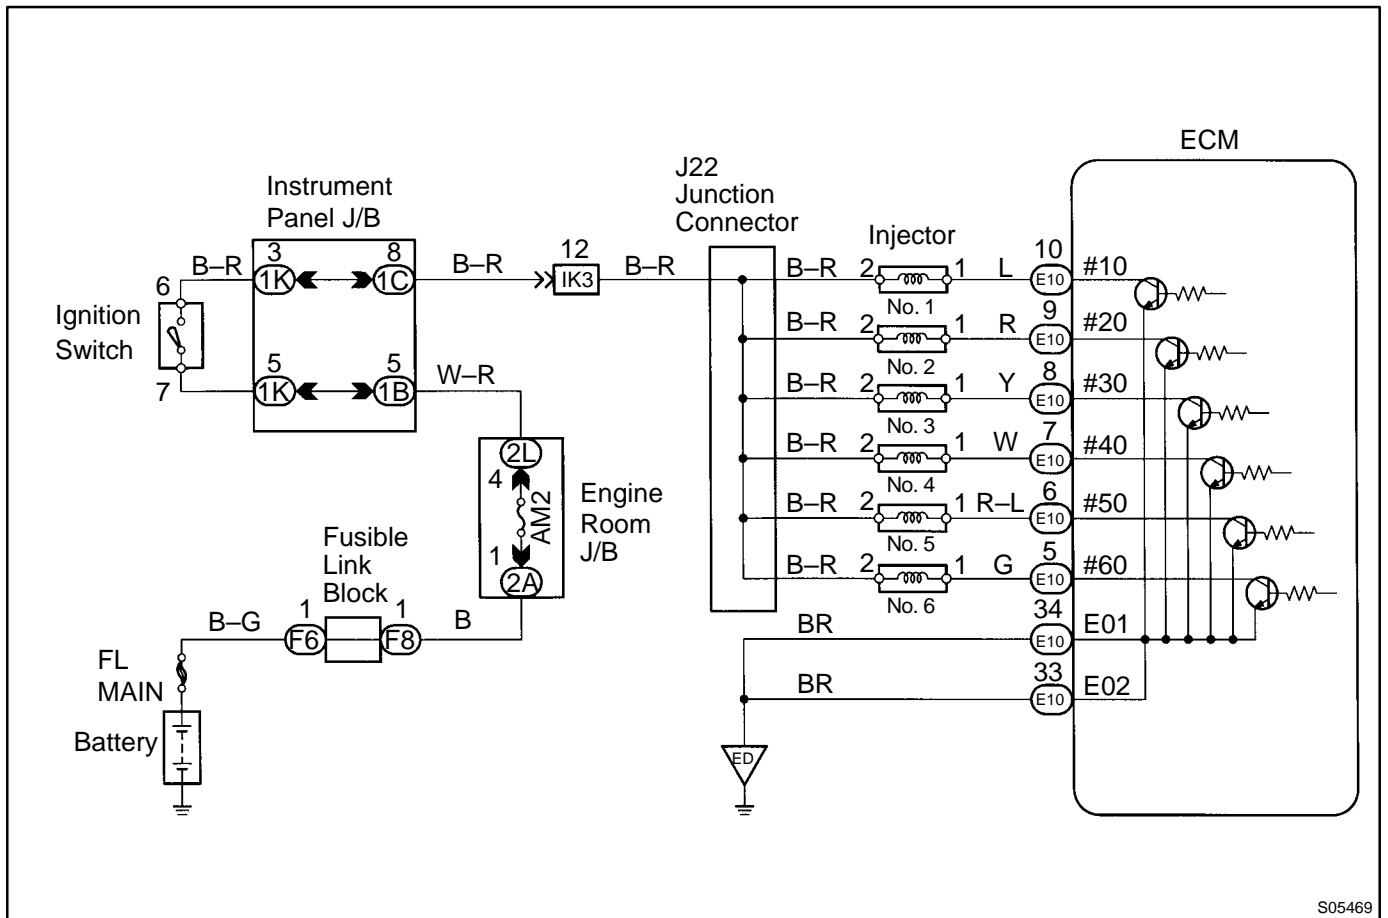 ECM
J22
Junction
Connector
Instrument
Panel J/B
Injector
6
B–R
3
1K
8
1C
B–R
12
IK3
B–R
B–R
2
1
L
10
E10
#10
No. 1
Ignition
Switch
B–R
2
1
R
9
E10
#20
No. 2
7
5
1K
5
1B
W–R
B–R
2
1
Y
8
E10
#30
No. 3
2L
4
AM2
1
2A
Engine
Room
J/B
B–R
2
1
W
7
E10
#40
No. 4
B–R
2
1
R–L
6
E10
#50
No. 5
B–R
2
1
G
5
E10
#60
No. 6
Fusible
Link
Block
B–G
1
F6
1
F8
B
BR
34
E10
E01
FL
MAIN
BR
33
E10
E02
Battery
ED
S05469